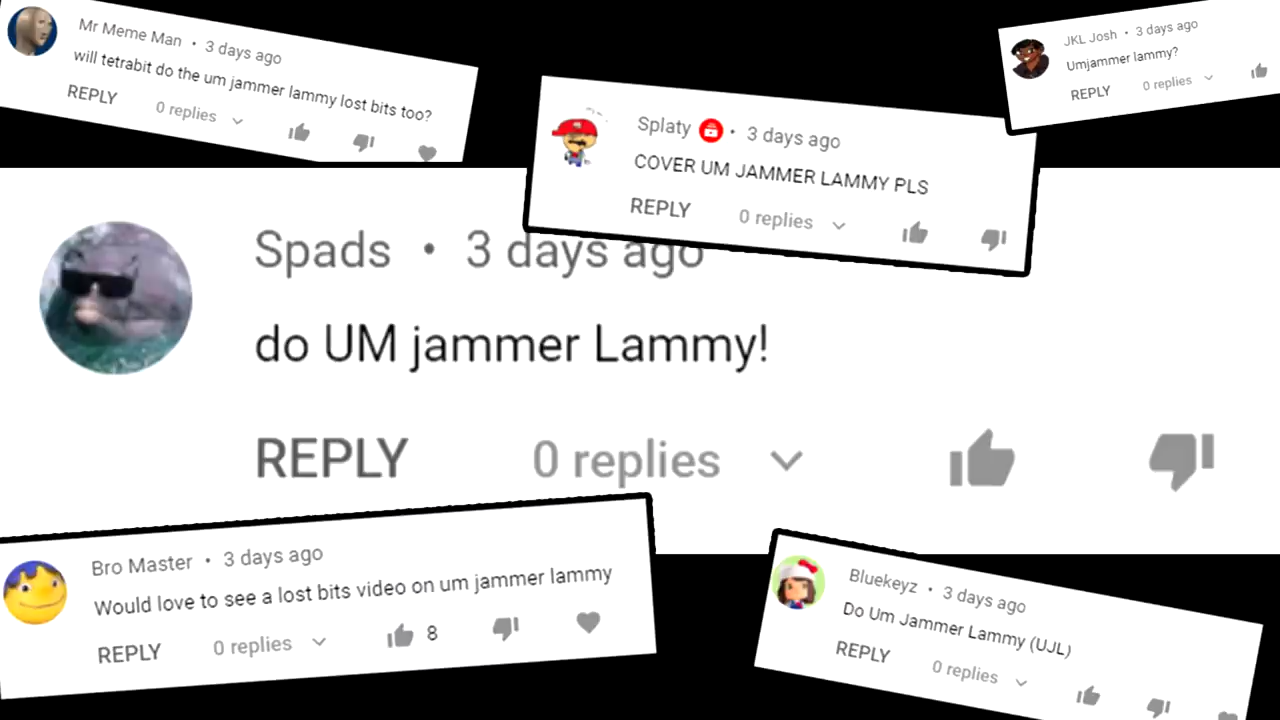 Mr Meme Man • 3 days ago
will tetrabit do the um jammer lammy lost bits too?
REPLY 0 replies
JKL Josh • 3 days ago
Umjammer lammy?
REPLY 0 replies
Splaty • 3 days ago
COVER UM JAMMER LAMMY PLS
REPLY 0 replies
Spads • 3 days ago
do UM jammer Lammy!
REPLY 0 replies
Bro Master • 3 days ago
Would love to see a lost bits video on um jammer lammy
REPLY 0 replies 8
Bluekeyz • 3 days ago
Do Um Jammer Lammy (UJL)
REPLY 0 replies